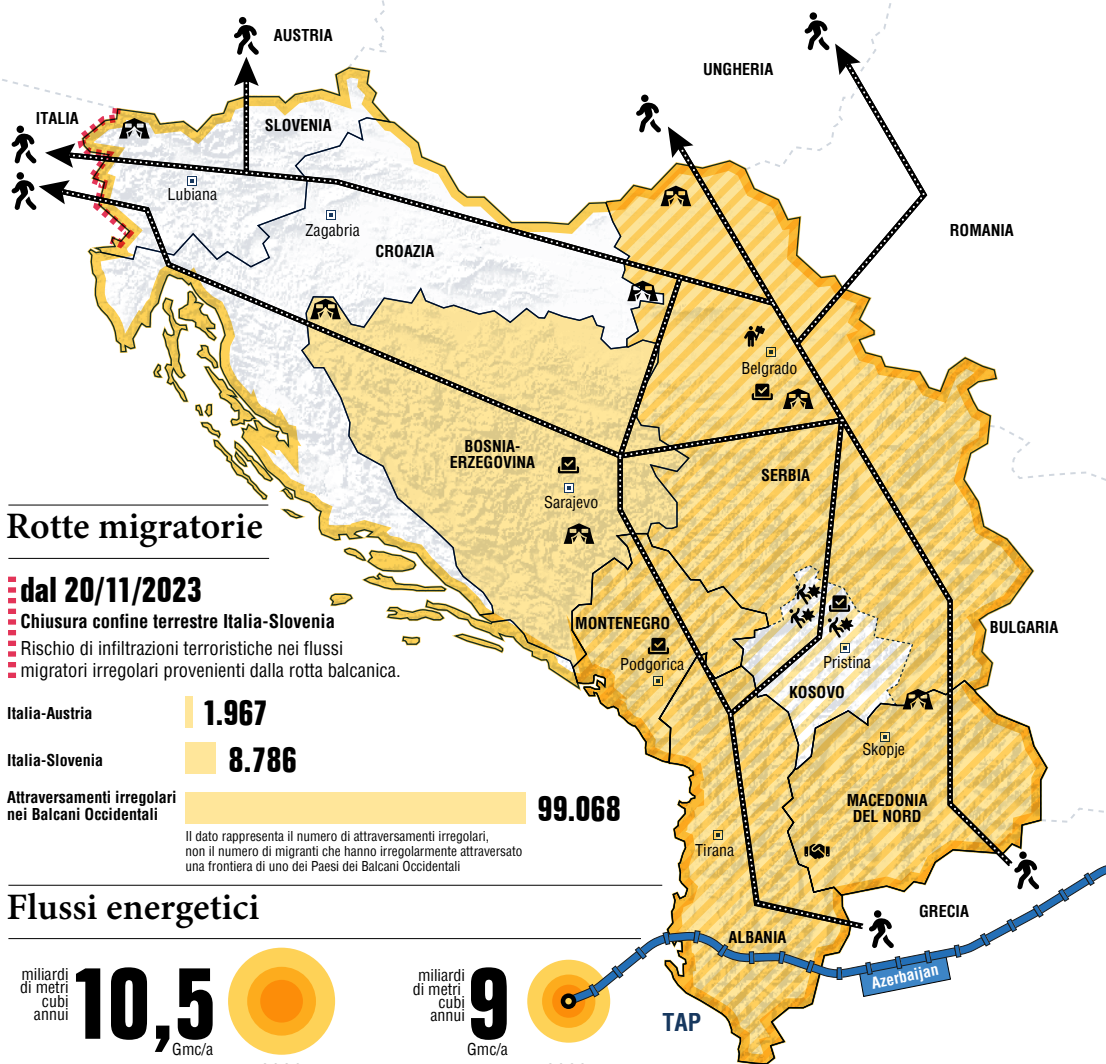 AUSTRIA
UNGHERIA
ITALIA
SLOVENIA
Lubiana
Zagabria
CROAZIA
ROMANIA
Belgrado
BOSNIA-
ERZEGOVINA
Sarajevo
SERBIA
MONTENEGRO
Podgorica
Pristina
KOSOVO
BULGARIA
Skopje
MACEDONIA
DEL NORD
Tirana
GRECIA
ALBANIA
Azerbaijan
TAP
Rotte migratorie
dal 20/11/2023
Chiusura confine terrestre Italia-Slovenia
Rischio di infiltrazioni terroristiche nei flussi
migratori irregolari provenienti dalla rotta balcanica.
Italia-Austria 1.967
Italia-Slovenia 8.786
Attraversamenti irregolari
nei Balcani Occidentali 99.068
Il dato rappresenta il numero di attraversamenti irregolari,
non il numero di migranti che hanno irregolarmente attraversato
una frontiera di uno dei Paesi dei Balcani Occidentali
Flussi energetici
miliardi
di metri
cubi
annui
10,5
Gmc/a
miliardi
di metri
cubi
annui
9
Gmc/a